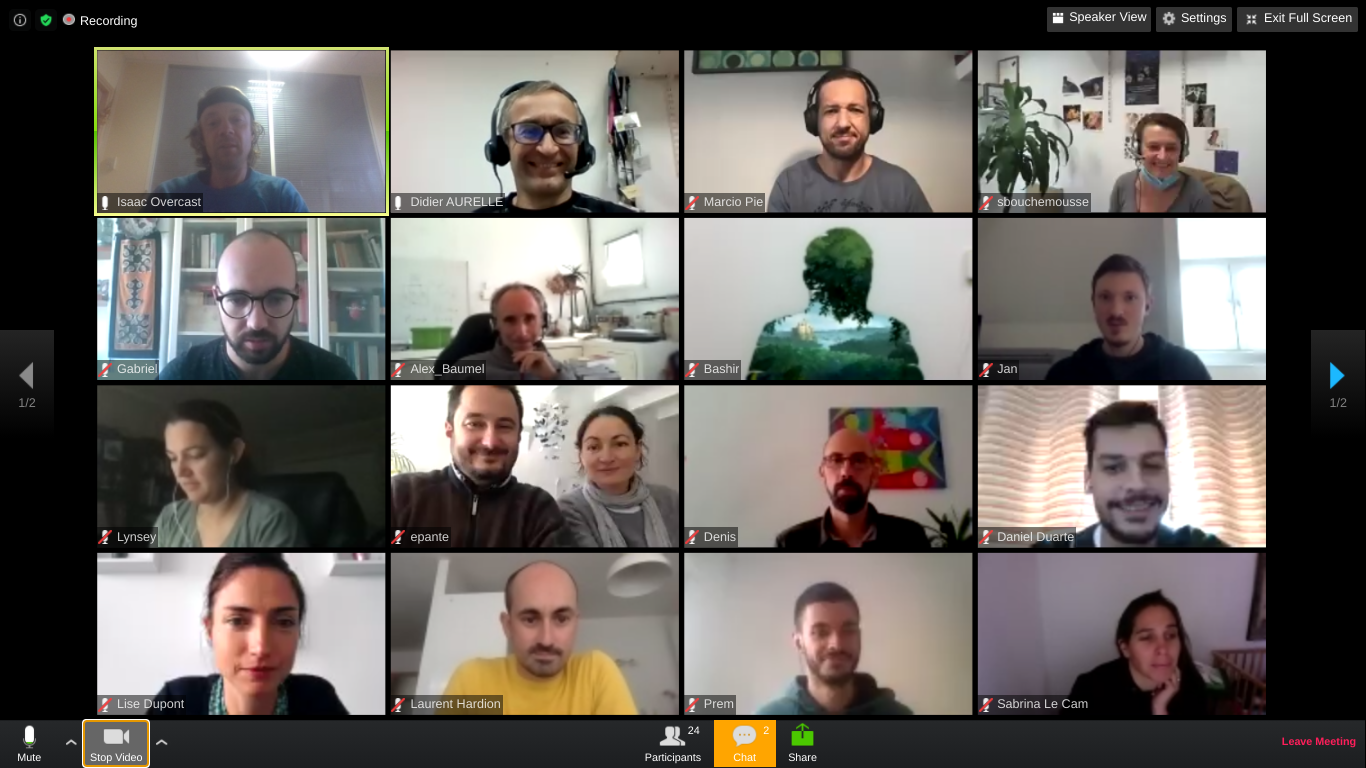 Recording
Speaker View
Settings
Exit Full Screen
Isaac Overcast
Didier AURELLE
Marcio Pie
sbouchemousse
Gabriel
Alex_Baumel
Bashir
Jan
1/2
1/2
Lynsey
epante
Denis
Daniel Duarte
Lise Dupont
Laurent Hardion
Prem
Sabrina Le Cam
Mute
Stop Video
Participants
24
Chat
2
Share
Leave Meeting